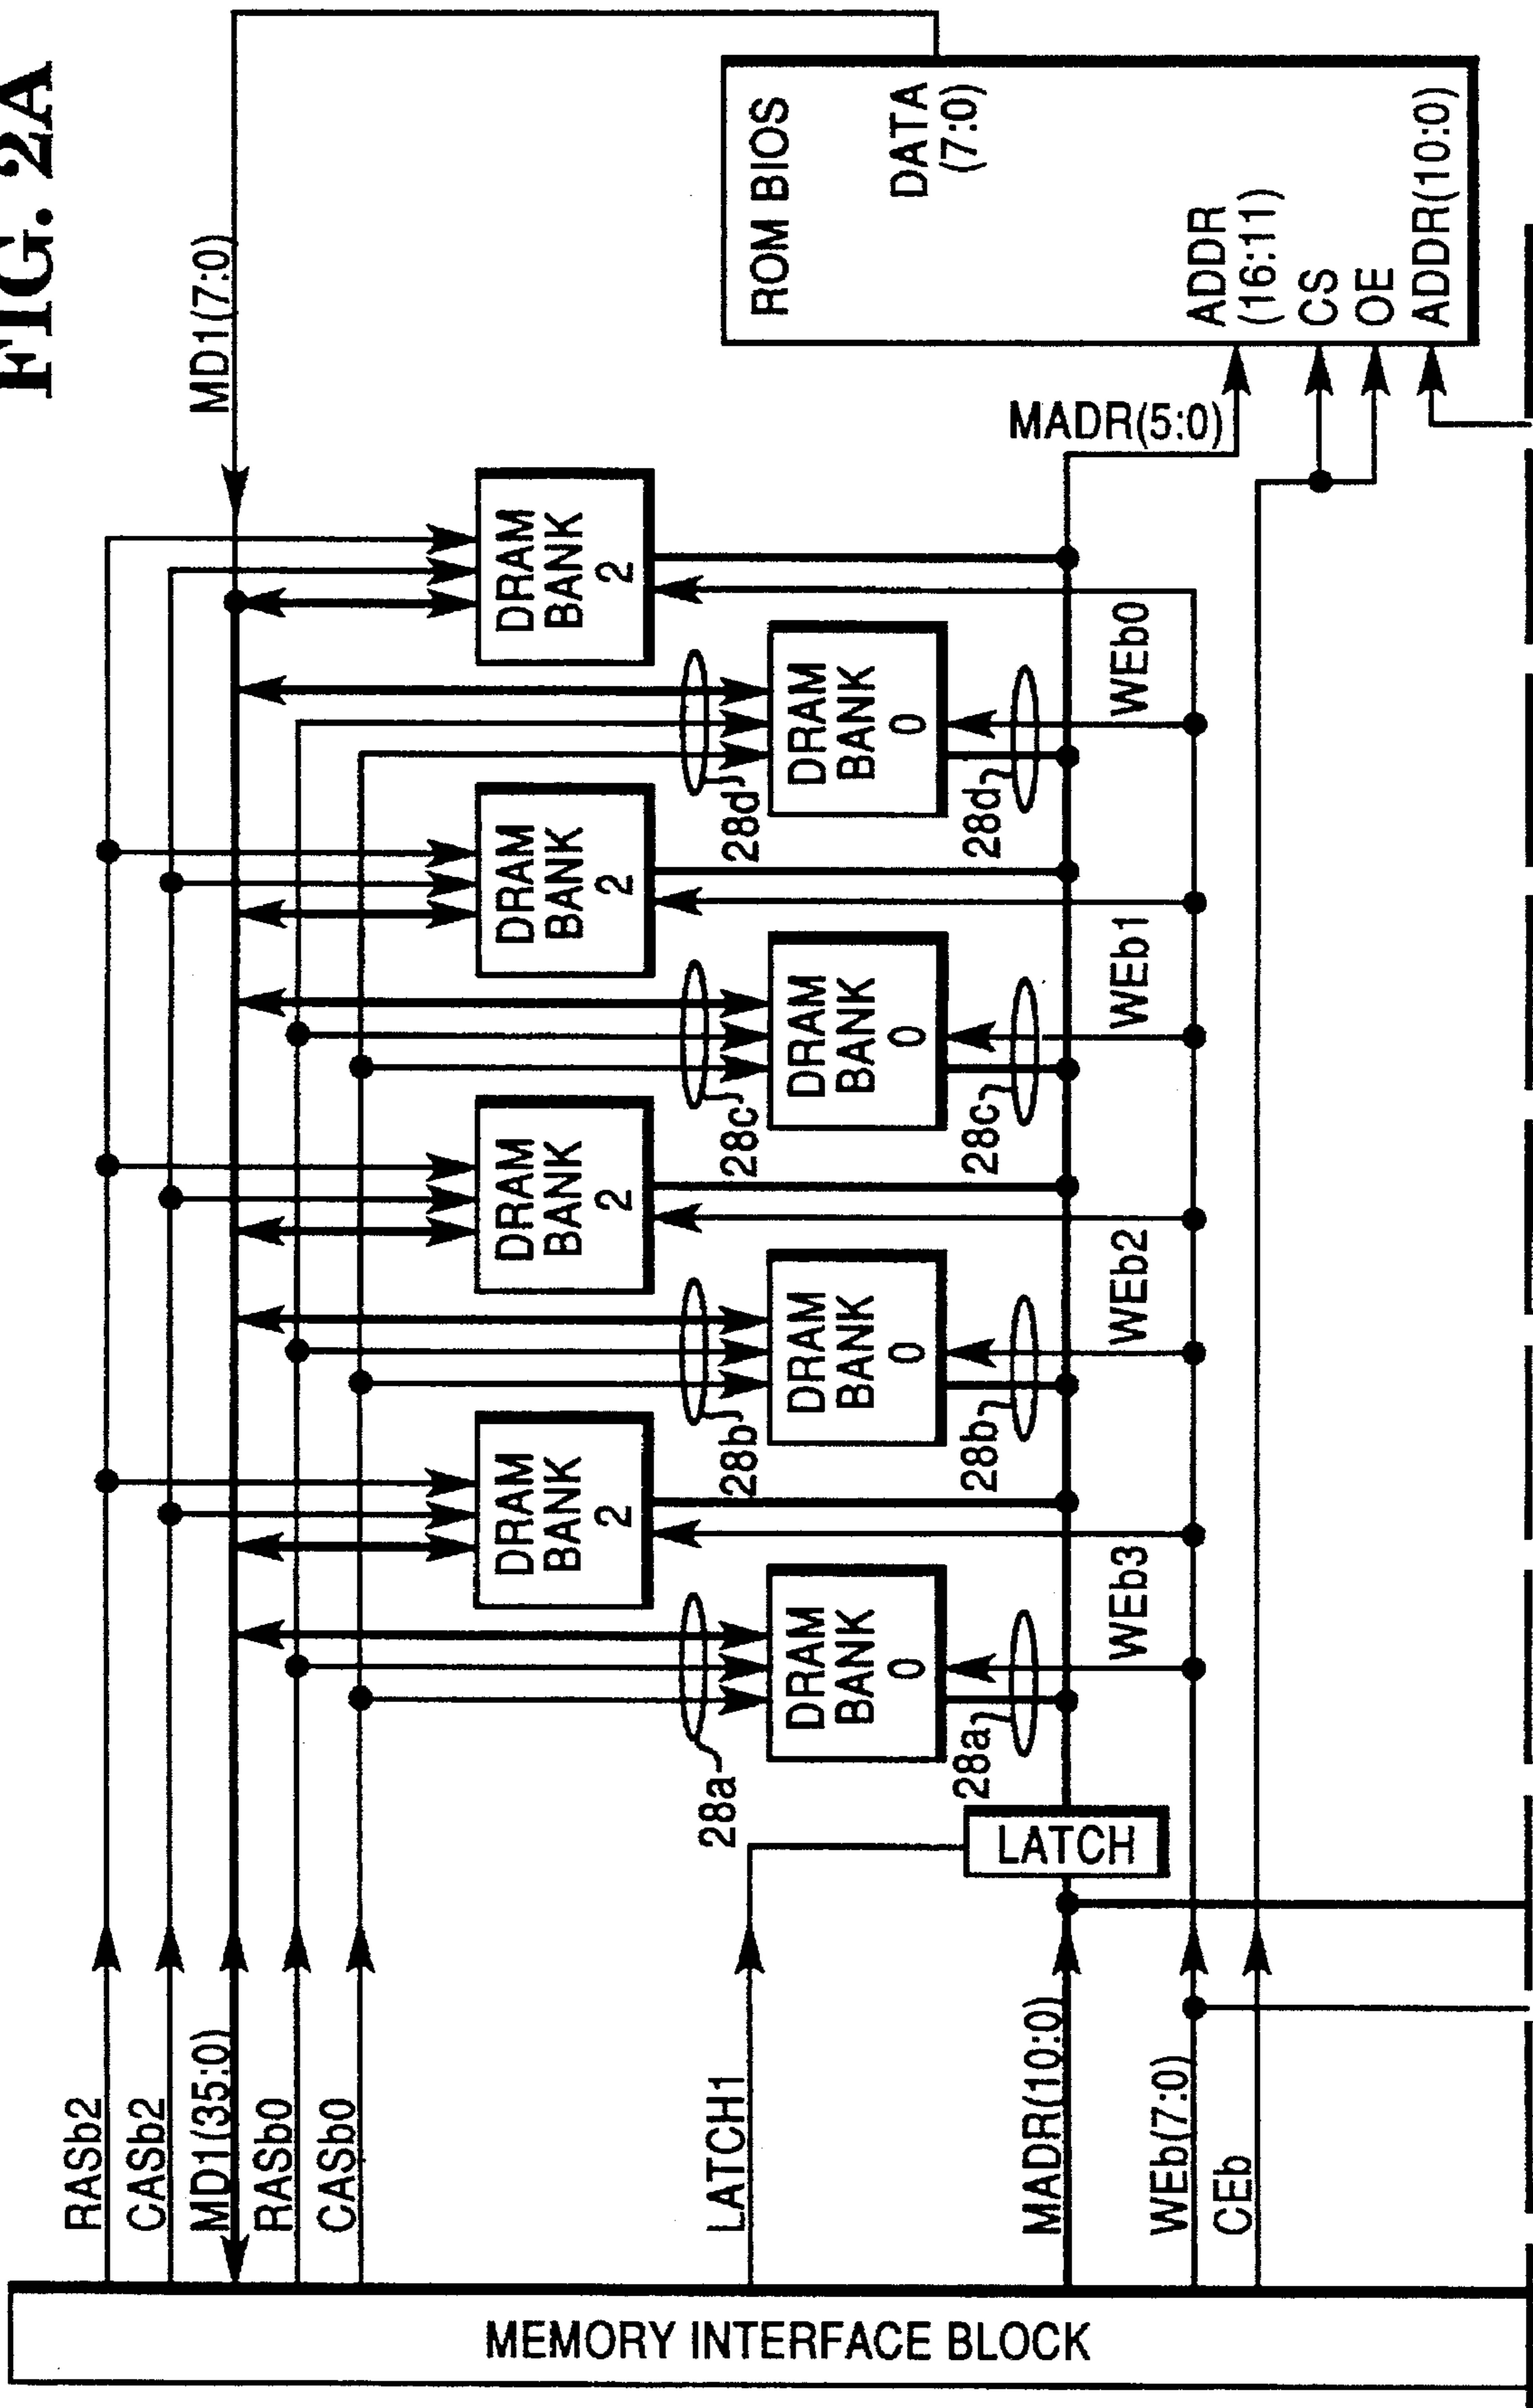 FIG. 2A
MD1(7:0)
ROM BIOS
DATA
(7:0)
ADDR
(16:11)
CS
OE
ADDR(10:0)
MADR(5:0)
RASb2
CASb2
MD1(35:0)
RASb0
CASb0
LATCH1
MADR(10:0)
WEb(7:0)
CEb
MEMORY INTERFACE BLOCK
LATCH
DRAM
BANK
2
DRAM
BANK
2
DRAM
BANK
2
DRAM
BANK
2
DRAM
BANK
0
DRAM
BANK
0
DRAM
BANK
0
DRAM
BANK
0
28a
28b
28c
28d
28a
28b
28c
28d
WEb3
WEb2
WEb1
WEb0